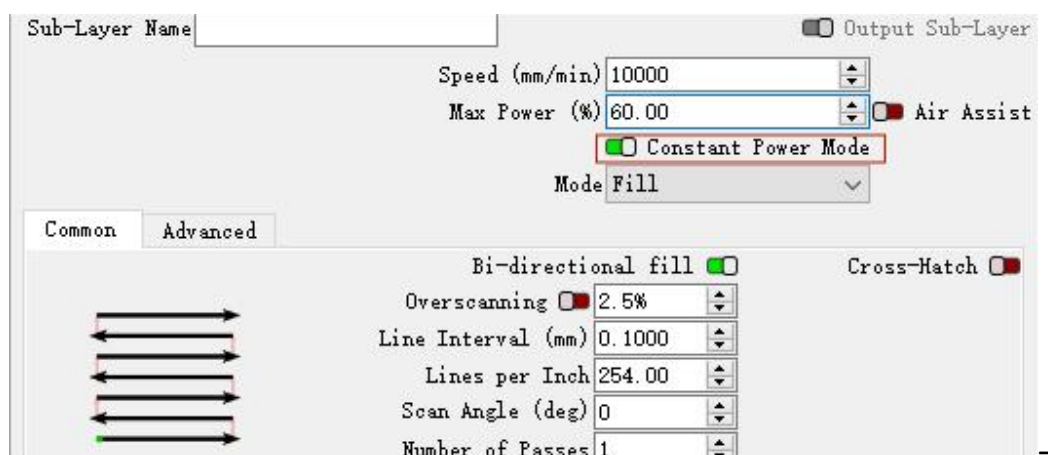 Sub-Layer Name Output Sub-Layer
Speed (mm/min) 10000
Max Power (%) 60.00 Air Assist
Constant Power Mode
Mode Fill
Common Advanced
Bi-directional fill Cross-Hatch
Overscanning 2.5%
Line Interval (mm) 0.1000
Lines per Inch 254.00
Scan Angle (deg) 0
Number of Passes 1